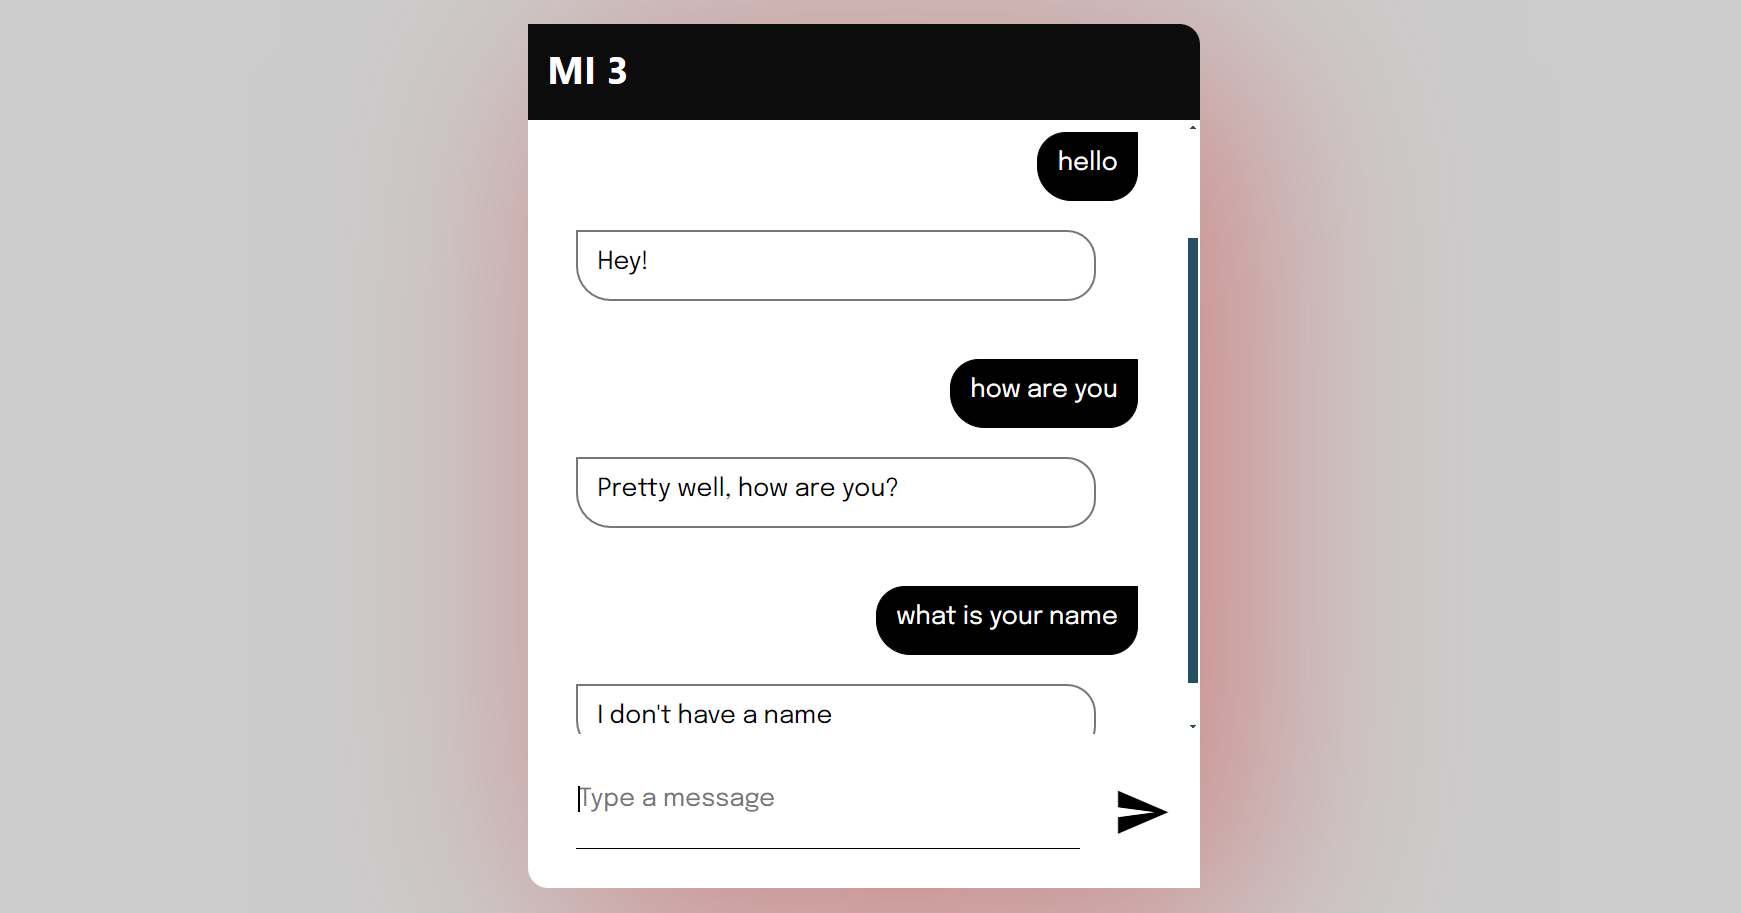 MI 3
hello
Hey!
how are you
Pretty well, how are you?
what is your name
I don't have a name
Type a message